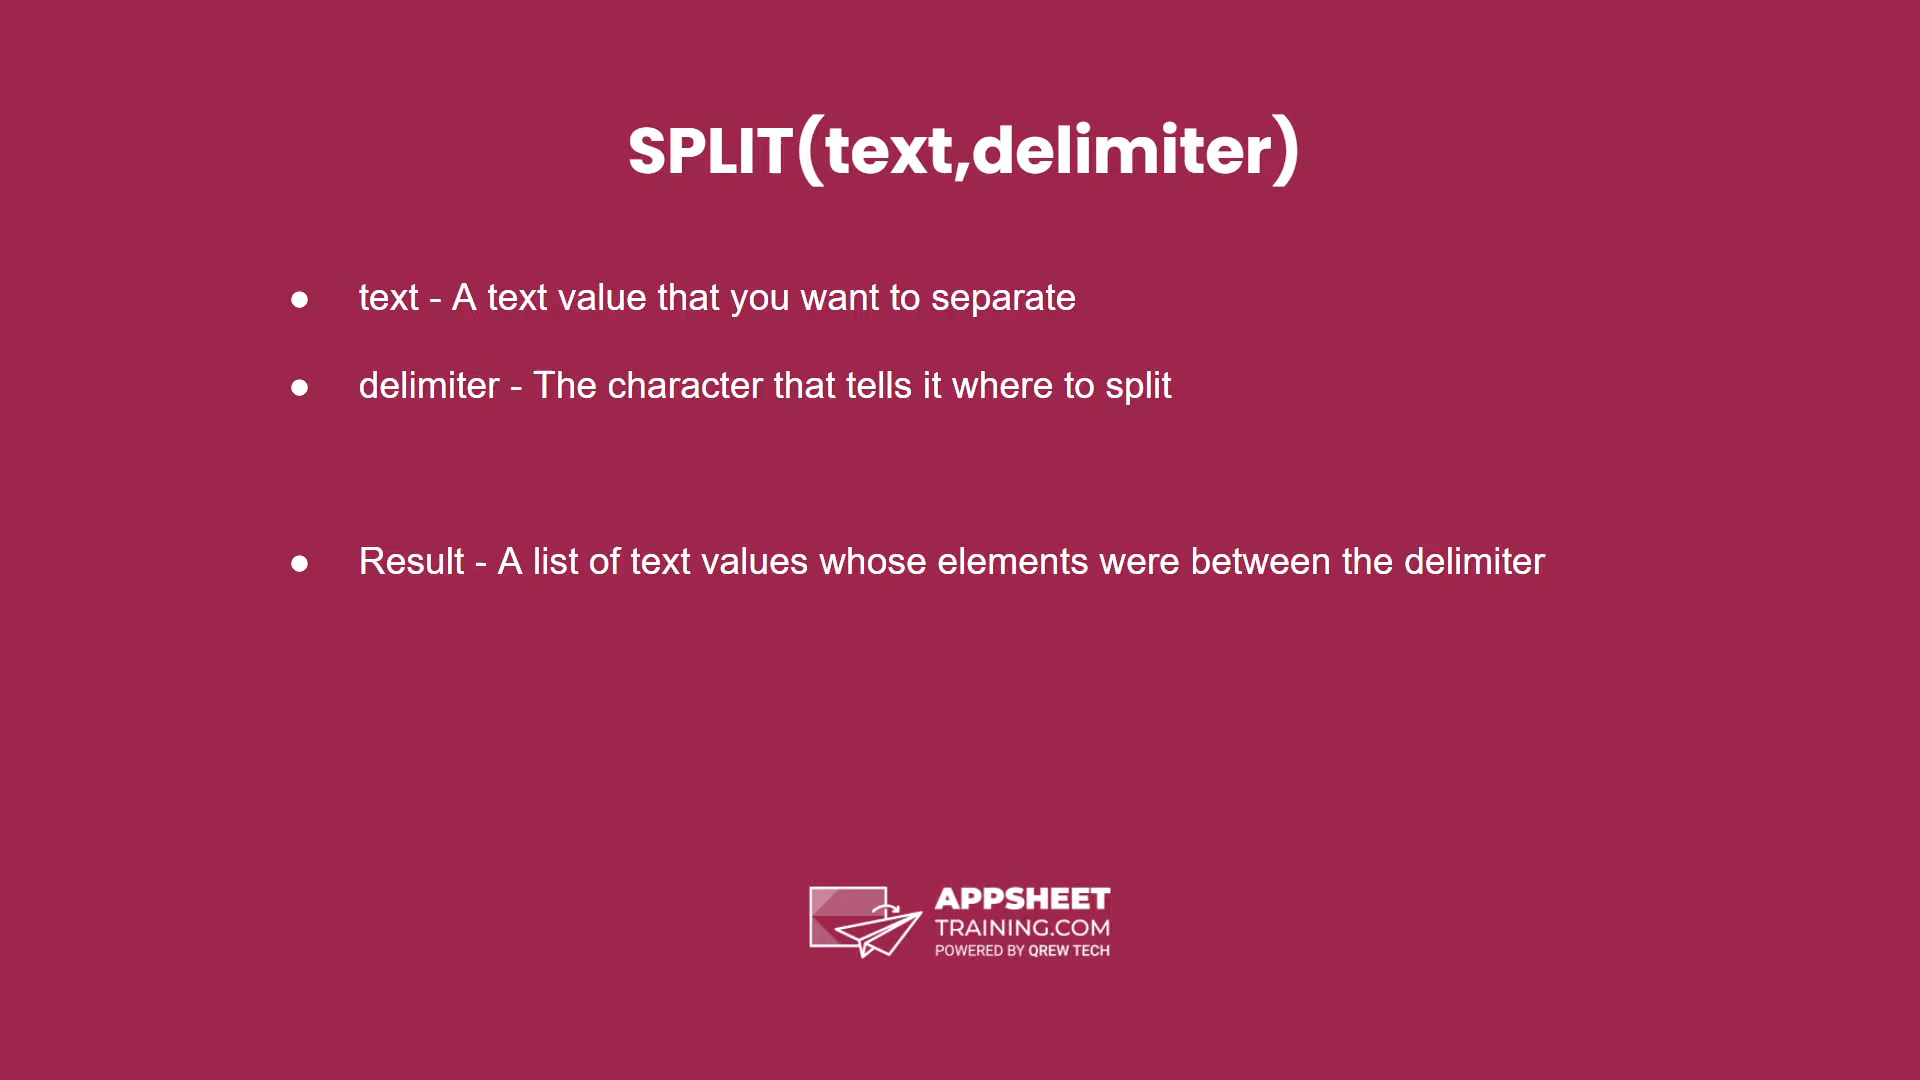 SPLIT(text,delimiter)
● text - A text value that you want to separate
● delimiter - The character that tells it where to split
● Result - A list of text values whose elements were between the delimiter
APPSHEET
TRAINING.COM
POWERED BY QREW TECH